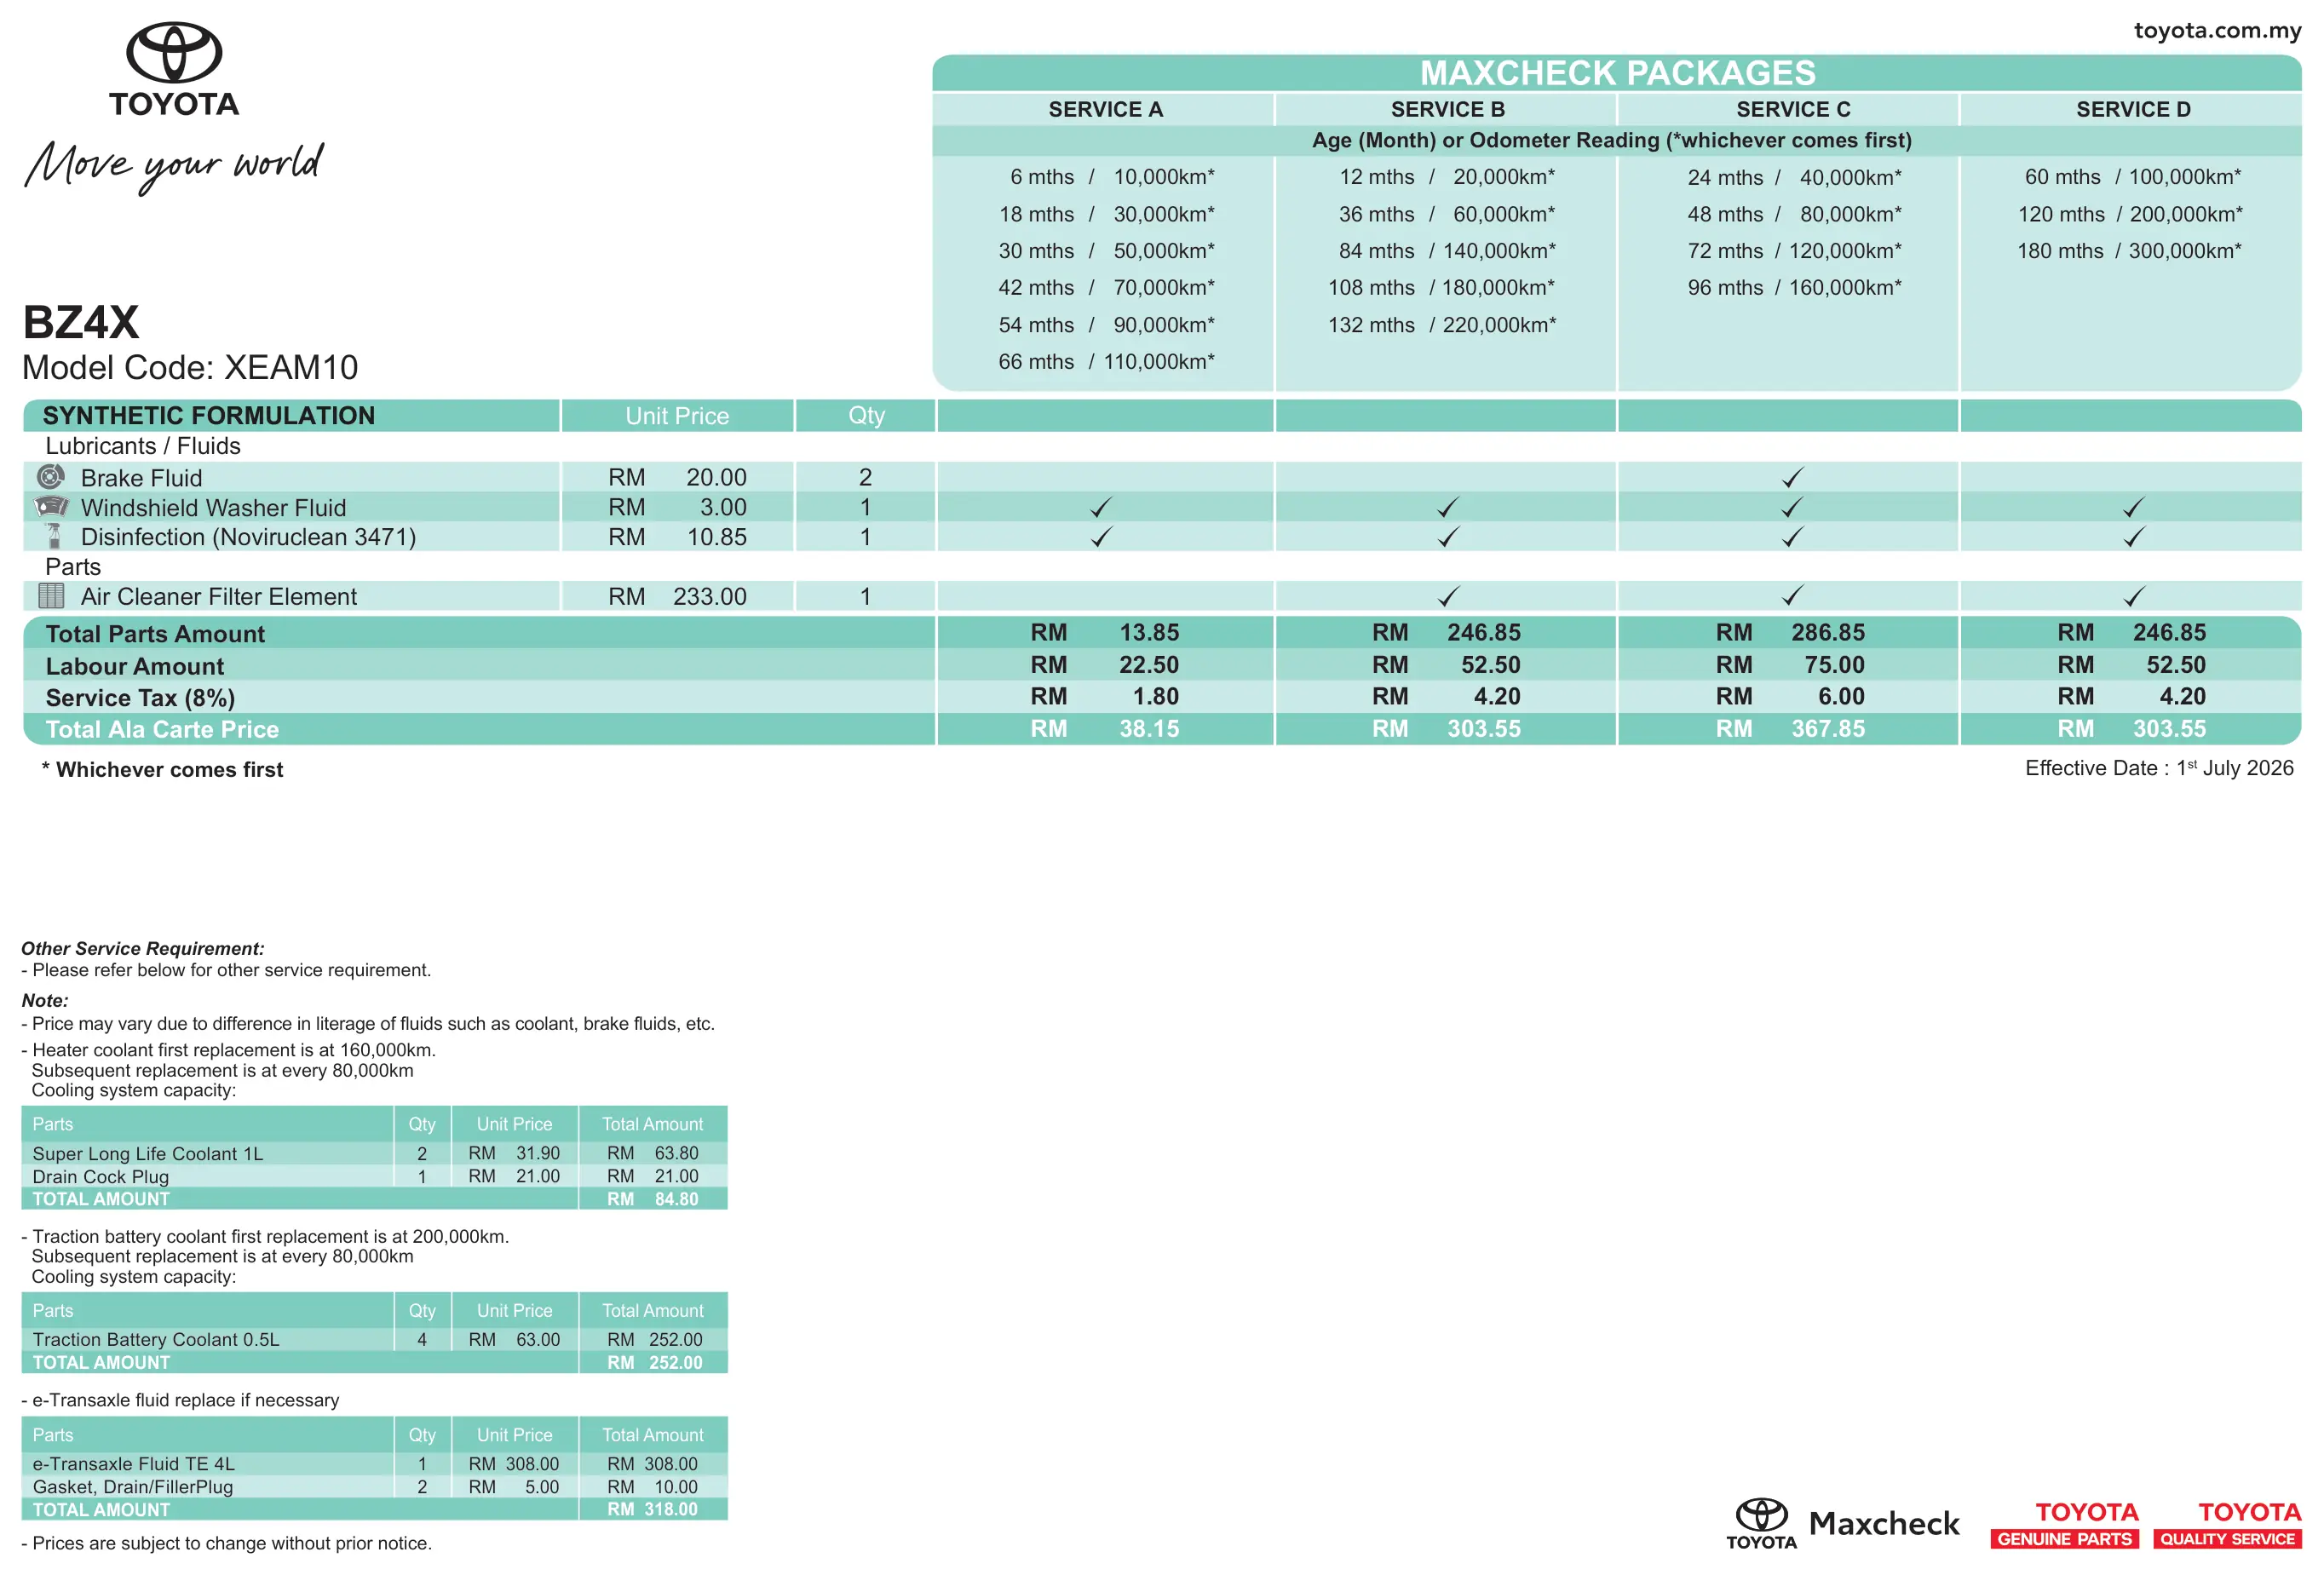 toyota.com.my
TOYOTA
Move your world
MAXCHECK PACKAGES
SERVICE A SERVICE B SERVICE C SERVICE D
Age (Month) or Odometer Reading (*whichever comes first)
6 mths / 10,000km* 12 mths / 20,000km* 24 mths / 40,000km* 60 mths / 100,000km*
18 mths / 30,000km* 36 mths / 60,000km* 48 mths / 80,000km* 120 mths / 200,000km*
30 mths / 50,000km* 84 mths / 140,000km* 72 mths / 120,000km* 180 mths / 300,000km*
42 mths / 70,000km* 108 mths / 180,000km* 96 mths / 160,000km*
54 mths / 90,000km* 132 mths / 220,000km*
66 mths / 110,000km*
BZ4X
Model Code: XEAM10
SYNTHETIC FORMULATION Unit Price Qty
Lubricants / Fluids
Brake Fluid RM 20.00 2 ✓
Windshield Washer Fluid RM 3.00 1 ✓ ✓ ✓ ✓
Disinfection (Noviruclean 3471) RM 10.85 1 ✓ ✓ ✓ ✓
Parts
Air Cleaner Filter Element RM 233.00 1 ✓ ✓ ✓
Total Parts Amount RM 13.85 RM 246.85 RM 286.85 RM 246.85
Labour Amount RM 22.50 RM 52.50 RM 75.00 RM 52.50
Service Tax (8%) RM 1.80 RM 4.20 RM 6.00 RM 4.20
Total Ala Carte Price RM 38.15 RM 303.55 RM 367.85 RM 303.55
* Whichever comes first Effective Date : 1st July 2026
Other Service Requirement:
- Please refer below for other service requirement.
Note:
- Price may vary due to difference in literage of fluids such as coolant, brake fluids, etc.
- Heater coolant first replacement is at 160,000km.
Subsequent replacement is at every 80,000km
Cooling system capacity:
Parts Qty Unit Price Total Amount
Super Long Life Coolant 1L 2 RM 31.90 RM 63.80
Drain Cock Plug 1 RM 21.00 RM 21.00
TOTAL AMOUNT RM 84.80
- Traction battery coolant first replacement is at 200,000km.
Subsequent replacement is at every 80,000km
Cooling system capacity:
Parts Qty Unit Price Total Amount
Traction Battery Coolant 0.5L 4 RM 63.00 RM 252.00
TOTAL AMOUNT RM 252.00
- e-Transaxle fluid replace if necessary
Parts Qty Unit Price Total Amount
e-Transaxle Fluid TE 4L 1 RM 308.00 RM 308.00
Gasket, Drain/FillerPlug 2 RM 5.00 RM 10.00
TOTAL AMOUNT RM 318.00
- Prices are subject to change without prior notice.
TOYOTA Maxcheck
TOYOTA GENUINE PARTS
TOYOTA QUALITY SERVICE